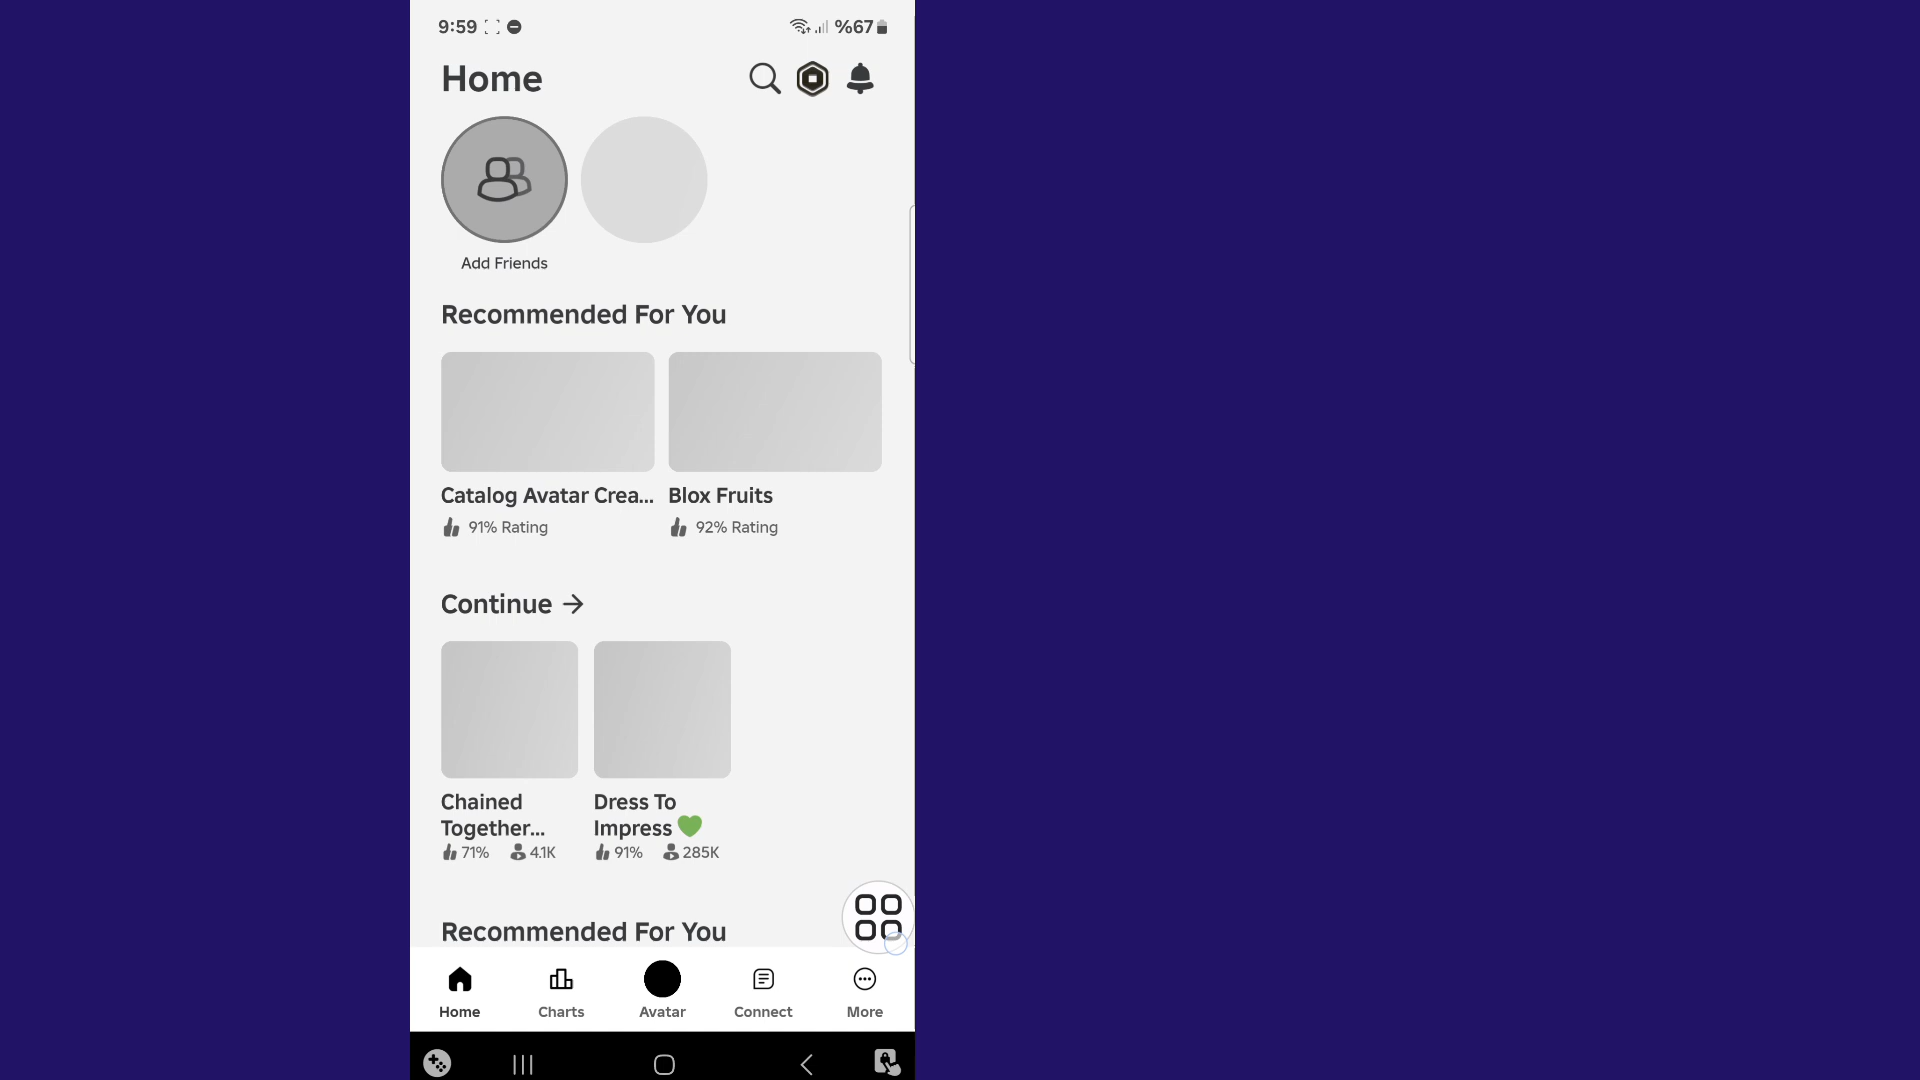 9:59 %67
Home
Add Friends
Recommended For You
Catalog Avatar Crea... Blox Fruits
91% Rating 92% Rating
Continue →
Chained Dress To
Together... Impress 💚
71% 4.1K 91% 285K
Recommended For You
Home Charts Avatar Connect More